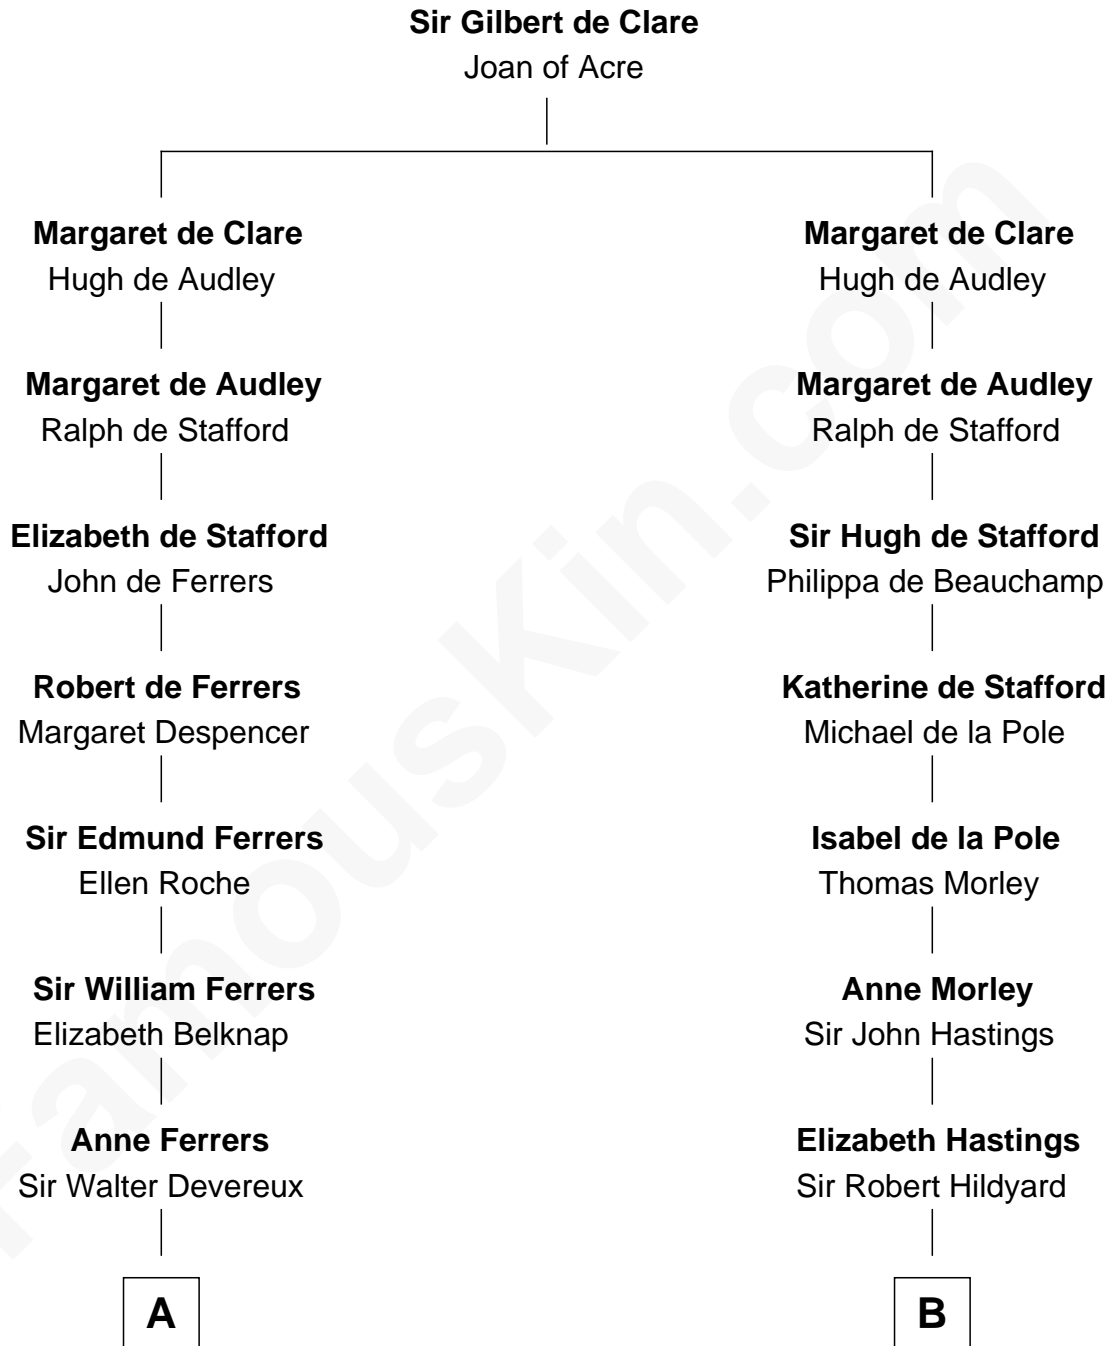 Sir Gilbert de Clare
Joan of Acre
Margaret de Clare
Hugh de Audley
Margaret de Clare
Hugh de Audley
Margaret de Audley
Ralph de Stafford
Margaret de Audley
Ralph de Stafford
Elizabeth de Stafford
John de Ferrers
Sir Hugh de Stafford
Philippa de Beauchamp
Robert de Ferrers
Margaret Despencer
Katherine de Stafford
Michael de la Pole
Sir Edmund Ferrers
Ellen Roche
Isabel de la Pole
Thomas Morley
Sir William Ferrers
Elizabeth Belknap
Anne Morley
Sir John Hastings
Anne Ferrers
Sir Walter Devereux
Elizabeth Hastings
Sir Robert Hildyard
A
B
FamousKin.com